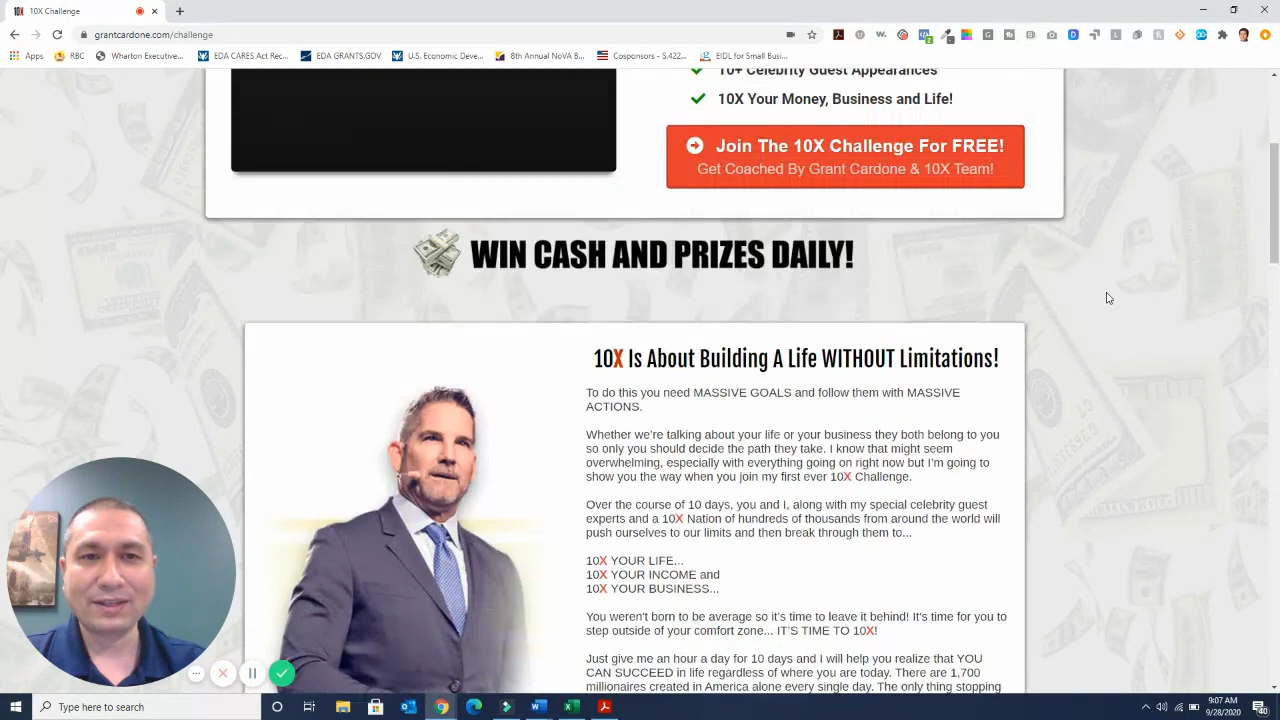 10X Challenge
grantcardone.com/challenge
Apps
RBC
Wharton Executive...
EDA CARES Act Rec...
EDA GRANTS.GOV
U.S. Economic Deve...
8th Annual NoVA B...
Cosponsors - S.422...
EIDL for Small Busi...
10+ Celebrity Guest Appearances
10X Your Money, Business and Life!
Join The 10X Challenge For FREE!
Get Coached By Grant Cardone & 10X Team!
WIN CASH AND PRIZES DAILY!
10X Is About Building A Life WITHOUT Limitations!
To do this you need MASSIVE GOALS and follow them with MASSIVE
ACTIONS.
Whether we're talking about your life or your business they both belong to you
so only you should decide the path they take. I know that might seem
overwhelming, especially with everything going on right now but I'm going to
show you the way when you join my first ever 10X Challenge.
Over the course of 10 days, you and I, along with my special celebrity guest
experts and a 10X Nation of hundreds of thousands from around the world will
push ourselves to our limits and then break through them to...
10X YOUR LIFE...
10X YOUR INCOME and
10X YOUR BUSINESS...
You weren't born to be average so it's time to leave it behind! It's time for you to
step outside of your comfort zone... IT'S TIME TO 10X!
Just give me an hour a day for 10 days and I will help you realize that YOU
CAN SUCCEED in life regardless of where you are today. There are 1,700
millionaires created in America alone every single day. The only thing stopping
Type here to search
9:07 AM
9/28/2020